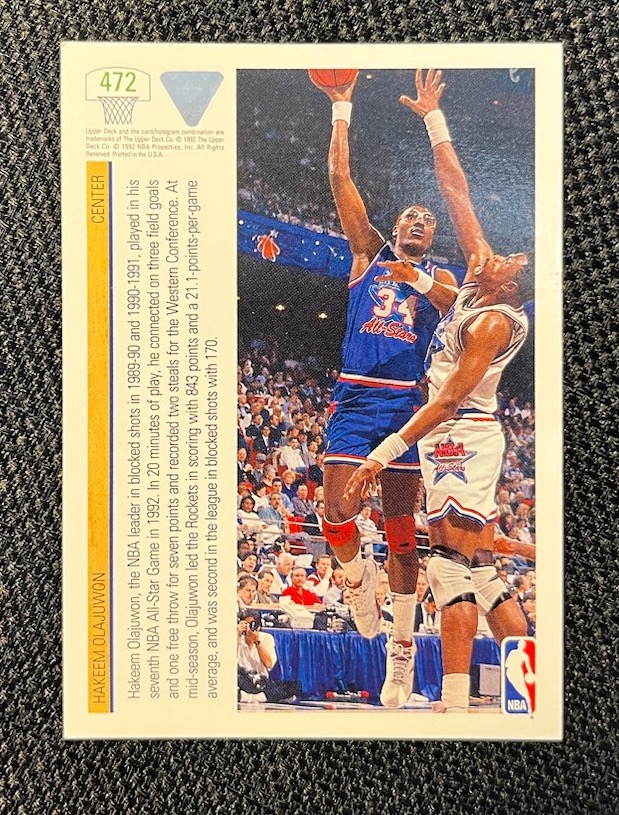 472
Upper Deck and the card/hologram combination are
trademarks of The Upper Deck Co. © 1992 The Upper
Deck Co. © 1992 NBA Properties, Inc. All Rights
Reserved. Printed in the U.S.A.
HAKEEM OLAJUWON CENTER
Hakeem Olajuwon, the NBA leader in blocked shots in 1989-90 and 1990-1991, played in his
seventh NBA All-Star Game in 1992. In 20 minutes of play, he connected on three field goals
and one free throw for seven points and recorded two steals for the Western Conference. At
mid-season, Olajuwon led the Rockets in scoring with 843 points and a 21.1-points-per-game
average, and was second in the league in blocked shots with 170.
34
All-Stars
NBA
All-Stars
NBA